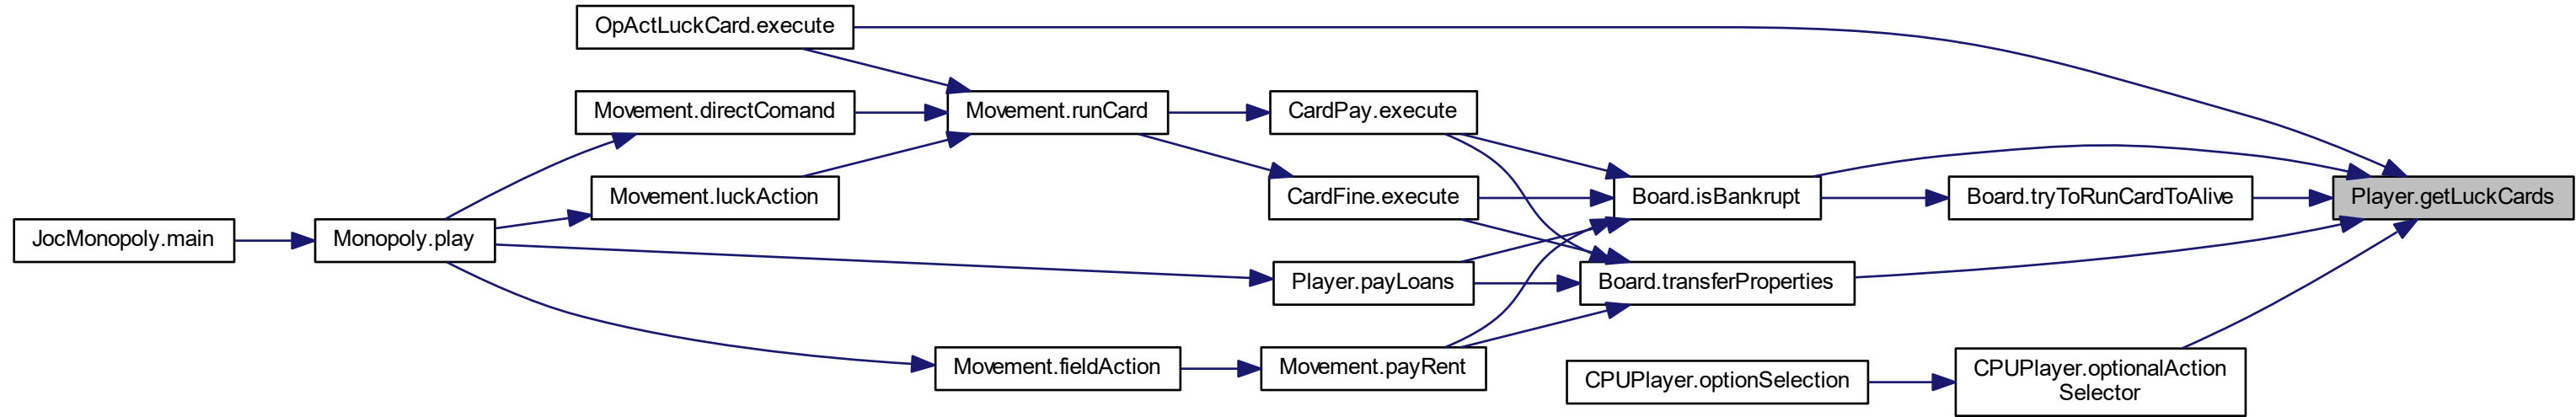 OpActLuckCard.execute
Movement.directComand
Movement.runCard
CardPay.execute
Movement.luckAction
CardFine.execute
Board.isBankrupt
Board.tryToRunCardToAlive
Player.getLuckCards
JocMonopoly.main
Monopoly.play
Player.payLoans
Board.transferProperties
Movement.fieldAction
Movement.payRent
CPUPlayer.optionSelection
CPUPlayer.optionalAction
Selector